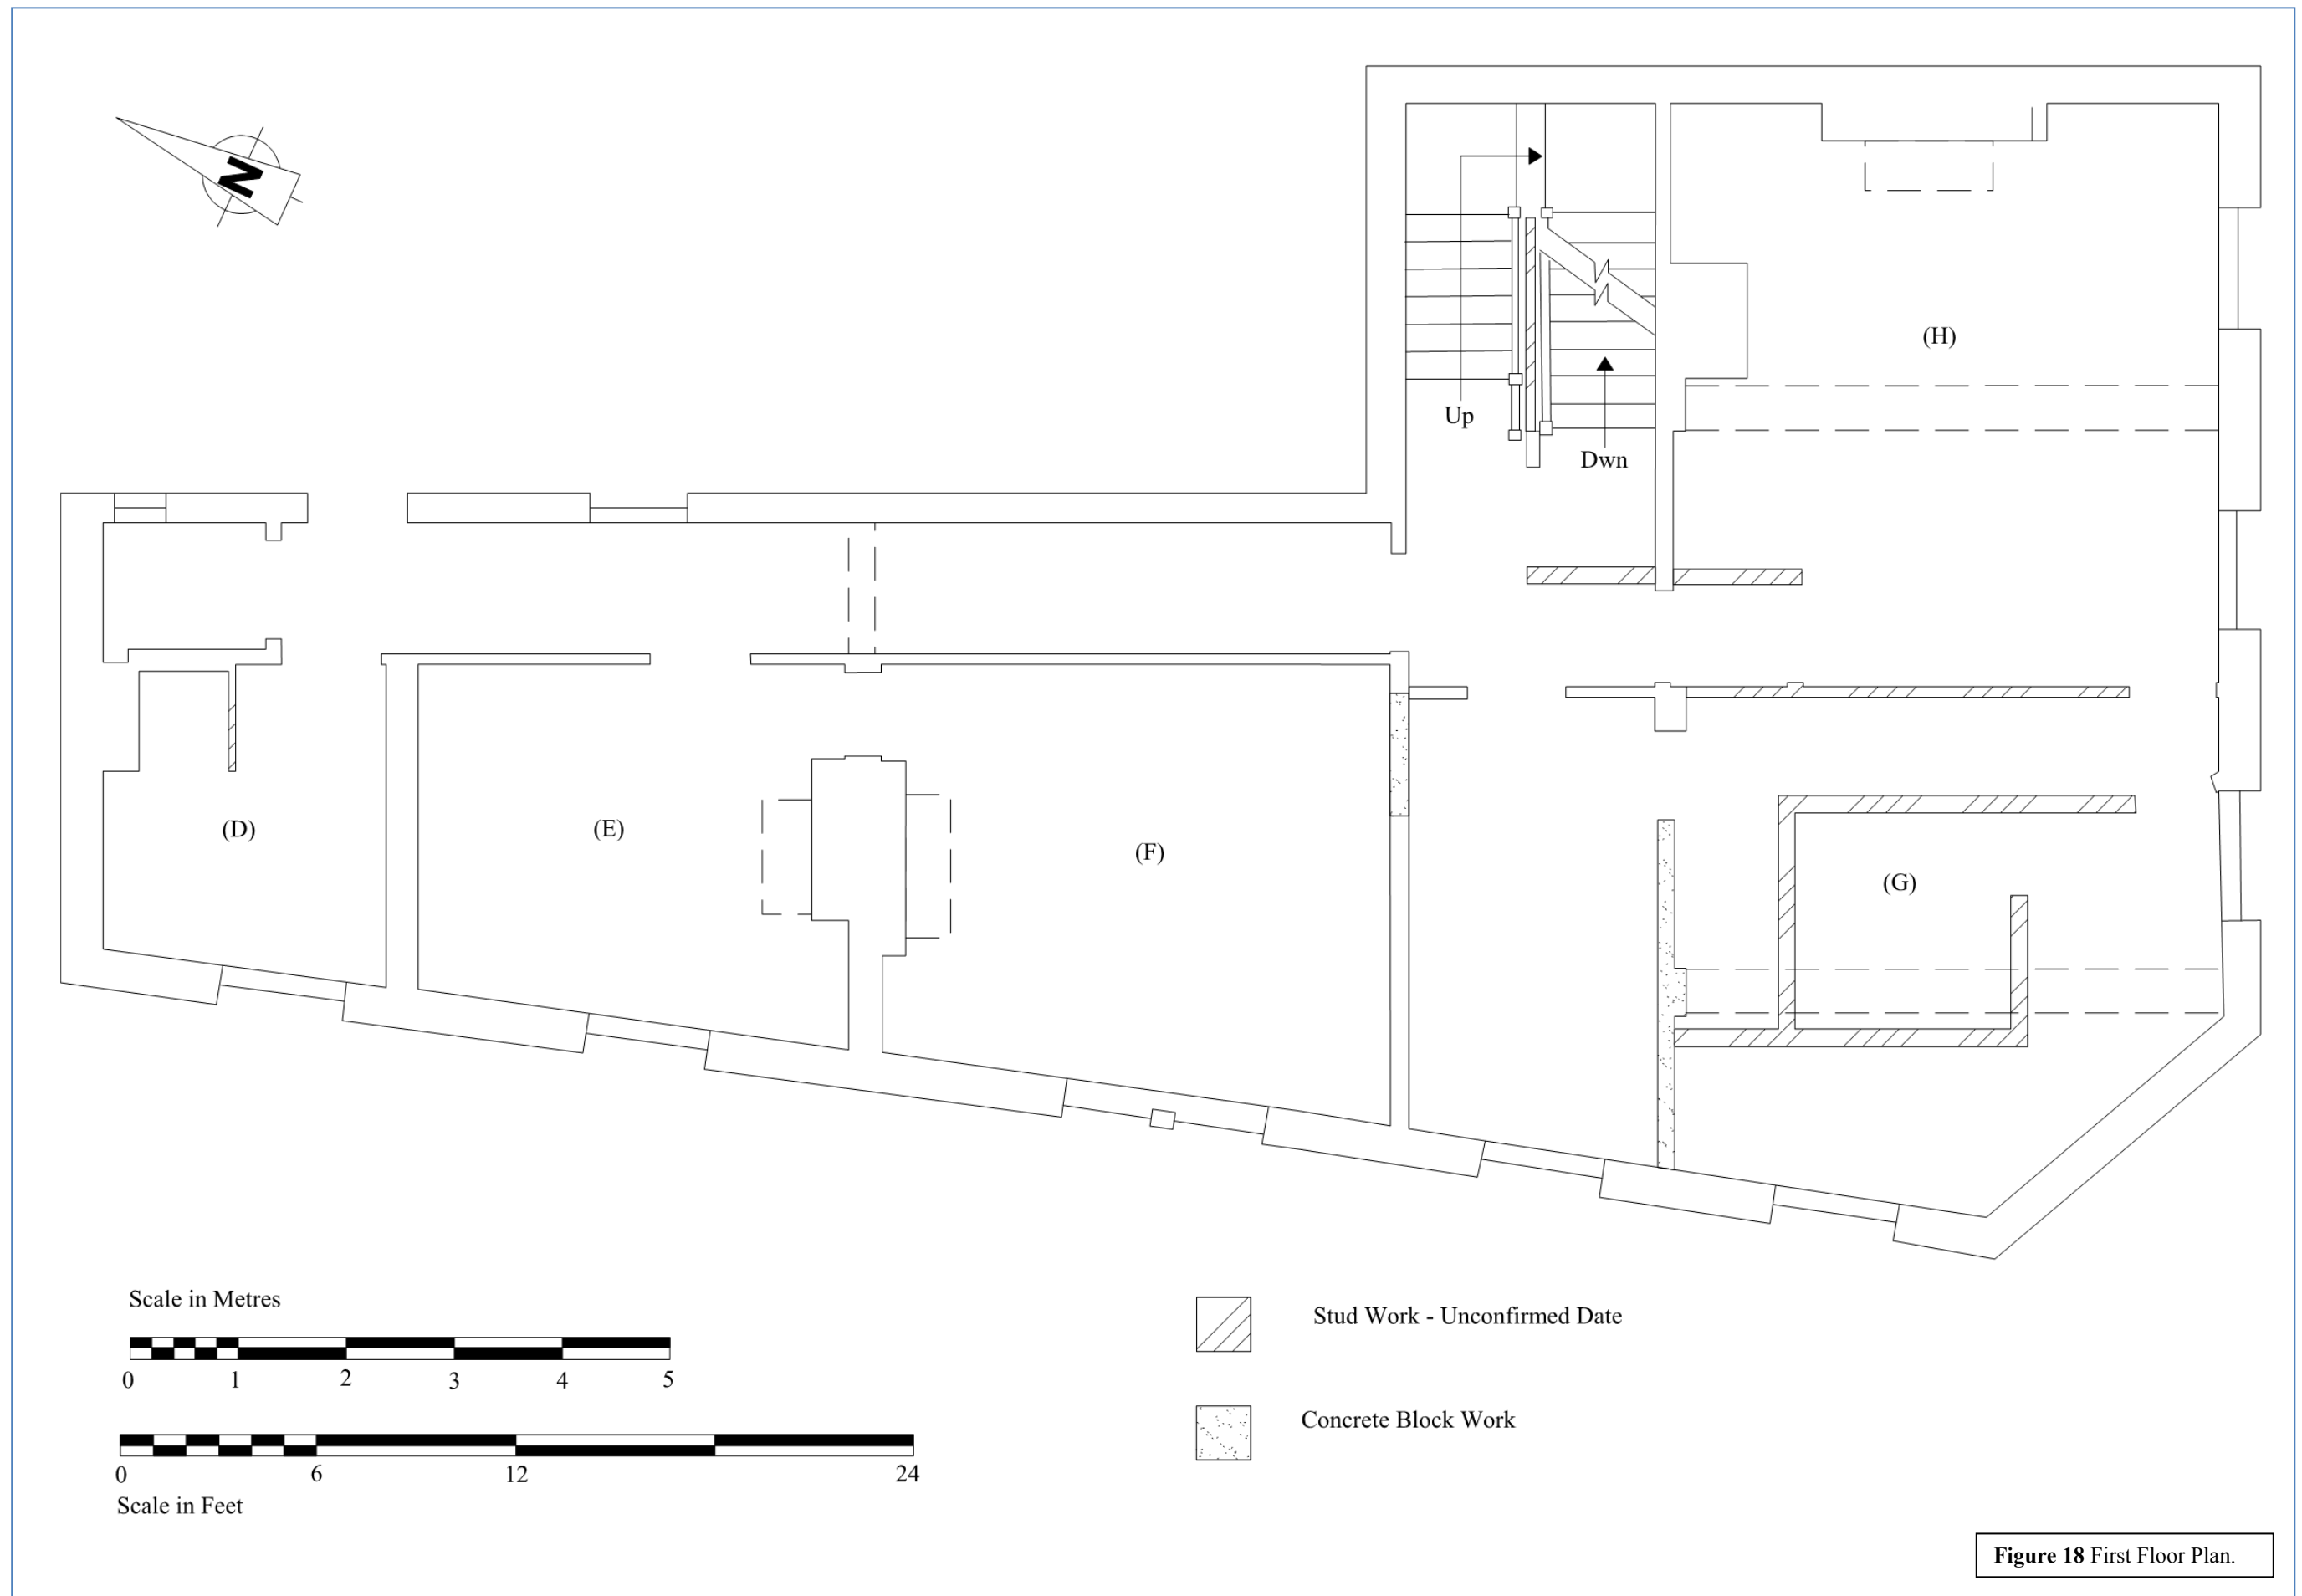 N
(H)
Up
Dwn
(D)
(E)
(F)
(G)
Scale in Metres
0 1 2 3 4 5
0 6 12 24
Scale in Feet
Stud Work - Unconfirmed Date
Concrete Block Work
Figure 18 First Floor Plan.